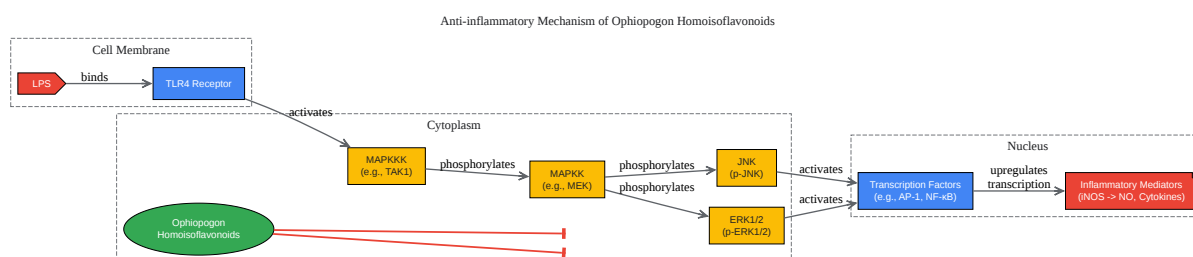 Anti-inflammatory Mechanism of Ophiopogon Homoisoflavonoids
Cell Membrane
LPS
binds
TLR4 Receptor
activates
Cytoplasm
MAPKKK
(e.g., TAK1)
phosphorylates
MAPKK
(e.g., MEK)
phosphorylates
phosphorylates
JNK
(p-JNK)
ERK1/2
(p-ERK1/2)
activates
activates
Nucleus
Transcription Factors
(e.g., AP-1, NF-κB)
upregulates
transcription
Inflammatory Mediators
(iNOS -> NO, Cytokines)
Ophiopogon
Homoisoflavonoids